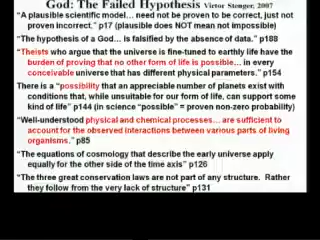 God: The Failed Hypothesis Victor Stenger, 2007
"A plausible scientific model… need not be proven to be correct, just not
proven incorrect." p17 (plausible does NOT mean not impossible)
"The hypothesis of a God… is falsified by the absence of data." p188
"Theists who argue that the universe is fine-tuned to earthly life have the
burden of proving that no other form of life is possible… in every
conceivable universe that has different physical parameters." p154
There is a "possibility that an appreciable number of planets exist with
conditions that, while unsuitable for our form of life, can support some
kind of life" p144 (in science "possible" = proven non-zero probability)
"Well-understood physical and chemical processes… are sufficient to
account for the observed interactions between various parts of living
organisms." p85
"The equations of cosmology that describe the early universe apply
equally for the other side of the time axis" p126
"The three great conservation laws are not part of any structure. Rather
they follow from the very lack of structure" p131